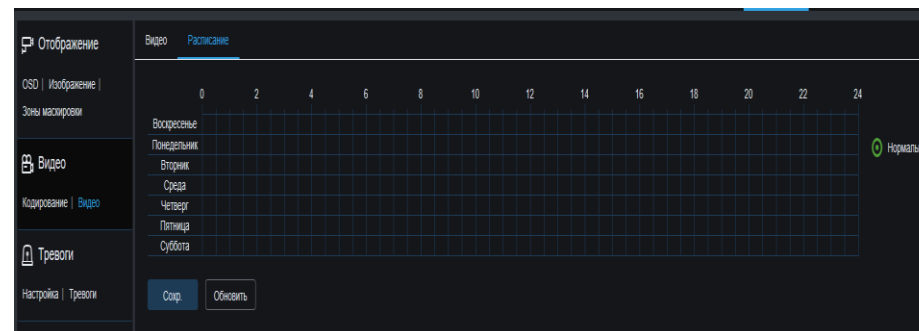 Отображение
OSD | Изображение |
Зоны маскировки
Видео
Кодирование | Видео
Тревоги
Настройка | Тревоги
Видео Расписание
0 2 4 6 8 10 12 14 16 18 20 22 24
Воскресенье
Понедельник
Вторник
Среда
Четверг
Пятница
Суббота
Нормаль
Сохр. Обновить